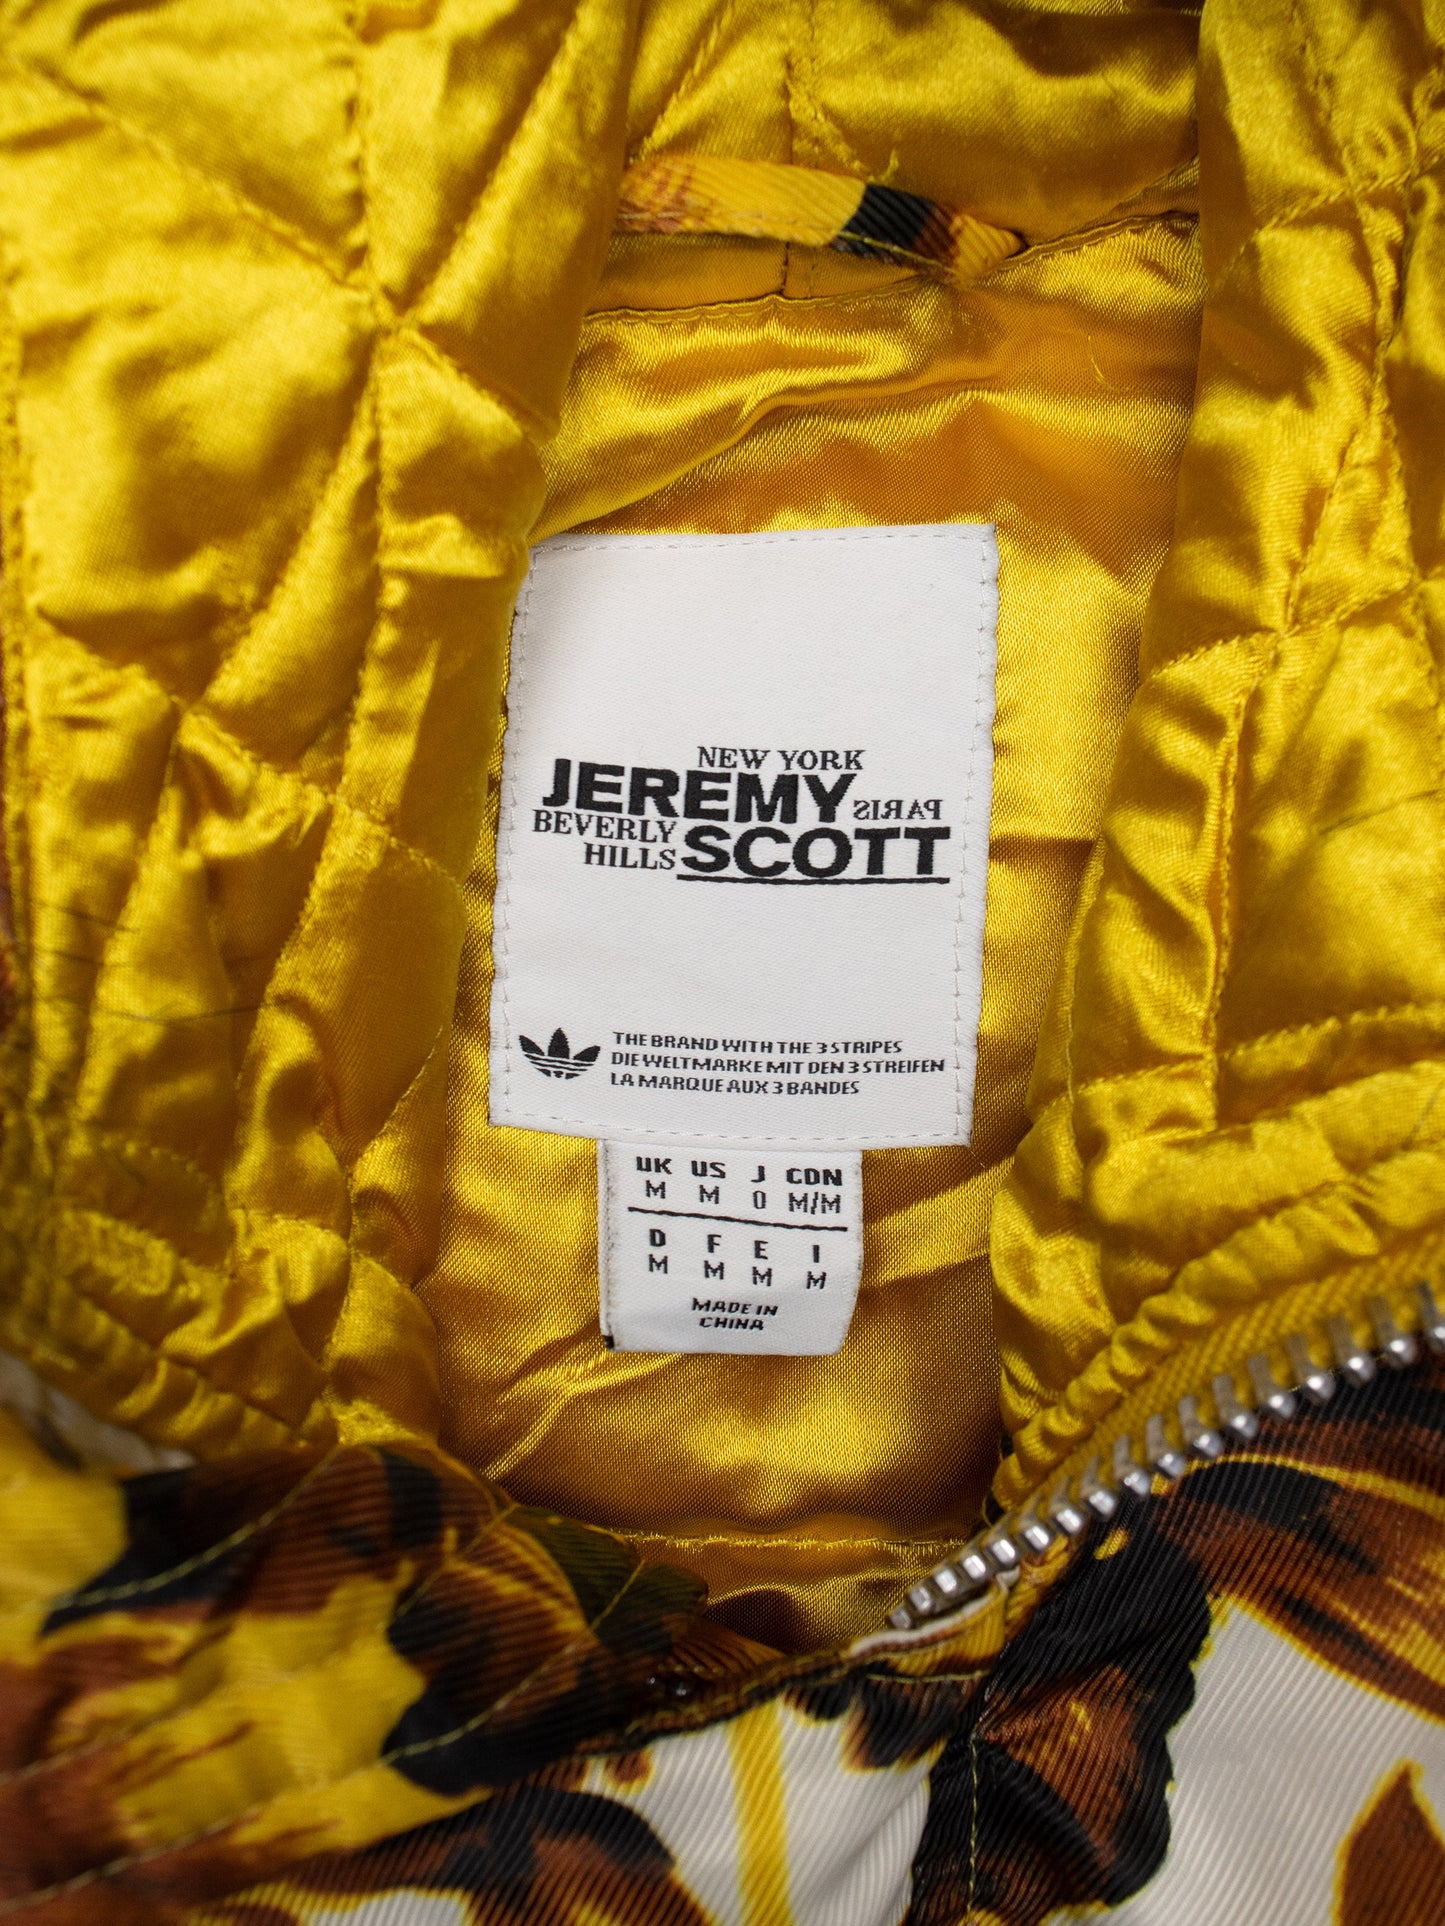 NEW YORK
JEREMY PARIS
BEVERLY
HILLS SCOTT
THE BRAND WITH THE 3 STRIPES
DIE WELTMARKE MIT DEN 3 STREIFEN
LA MARQUE AUX 3 BANDES
UK US J CDN
M M O M/M
D F E I
M M M M
MADE IN
CHINA